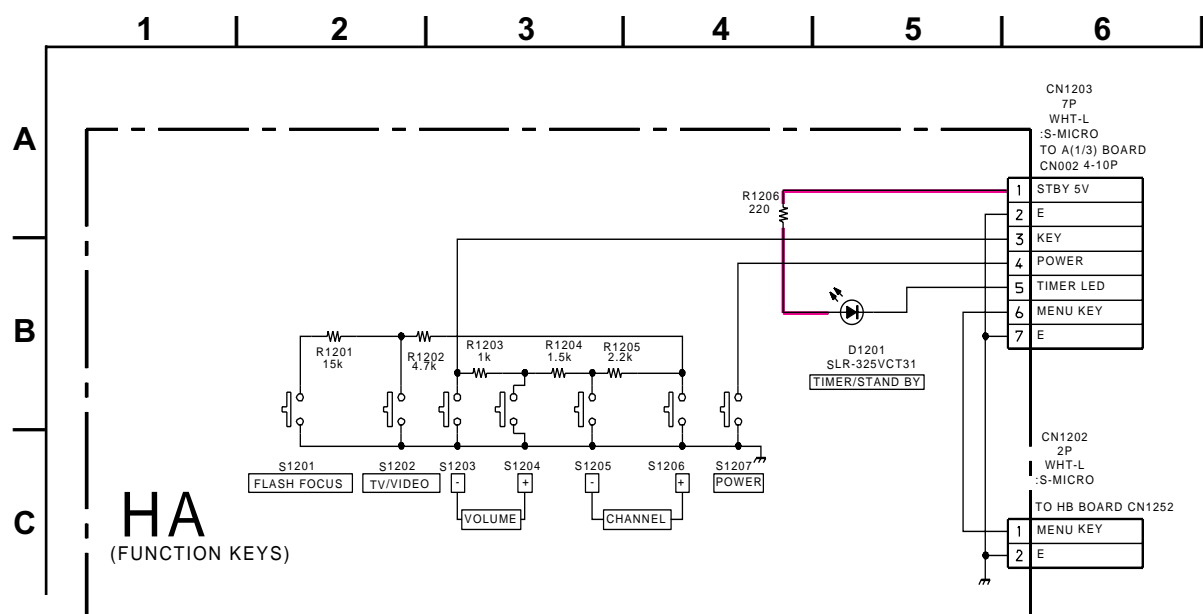 1 2 3 4 5 6
A
B
C
CN1203
7P
WHT-L
:S-MICRO
TO A(1/3) BOARD
CN002 4-10P
1 STBY 5V
2 E
3 KEY
4 POWER
5 TIMER LED
6 MENU KEY
7 E
R1206
220
D1201
SLR-325VCT31
TIMER/STAND BY
R1201
15k
R1202
4.7k
R1203
1k
R1204
1.5k
R1205
2.2k
S1201
FLASH FOCUS
S1202
TV/VIDEO
S1203
-
S1204
+
VOLUME
S1205
-
S1206
+
CHANNEL
S1207
POWER
CN1202
2P
WHT-L
:S-MICRO
TO HB BOARD CN1252
1 MENU KEY
2 E
HA
(FUNCTION KEYS)